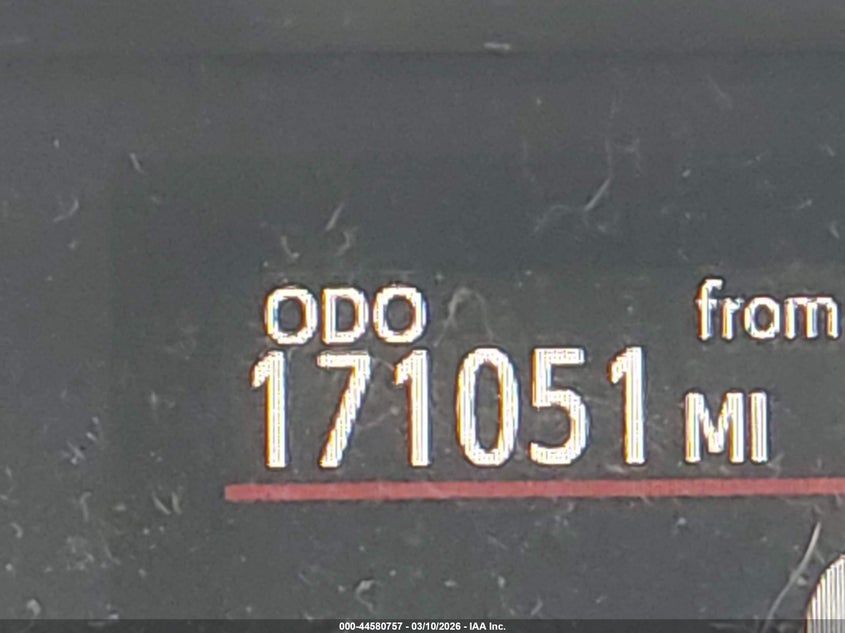 ODO
from
171051 MI
000-44580757 - 03/10/2026 - IAA Inc.